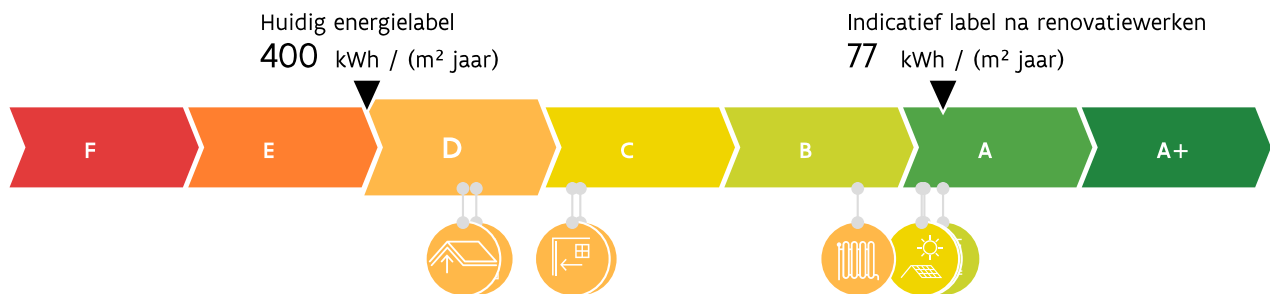 Huidig energielabel
400 kWh / (m² jaar)
Indicatief label na renovatiewerken
77 kWh / (m² jaar)
F E D C B A A+